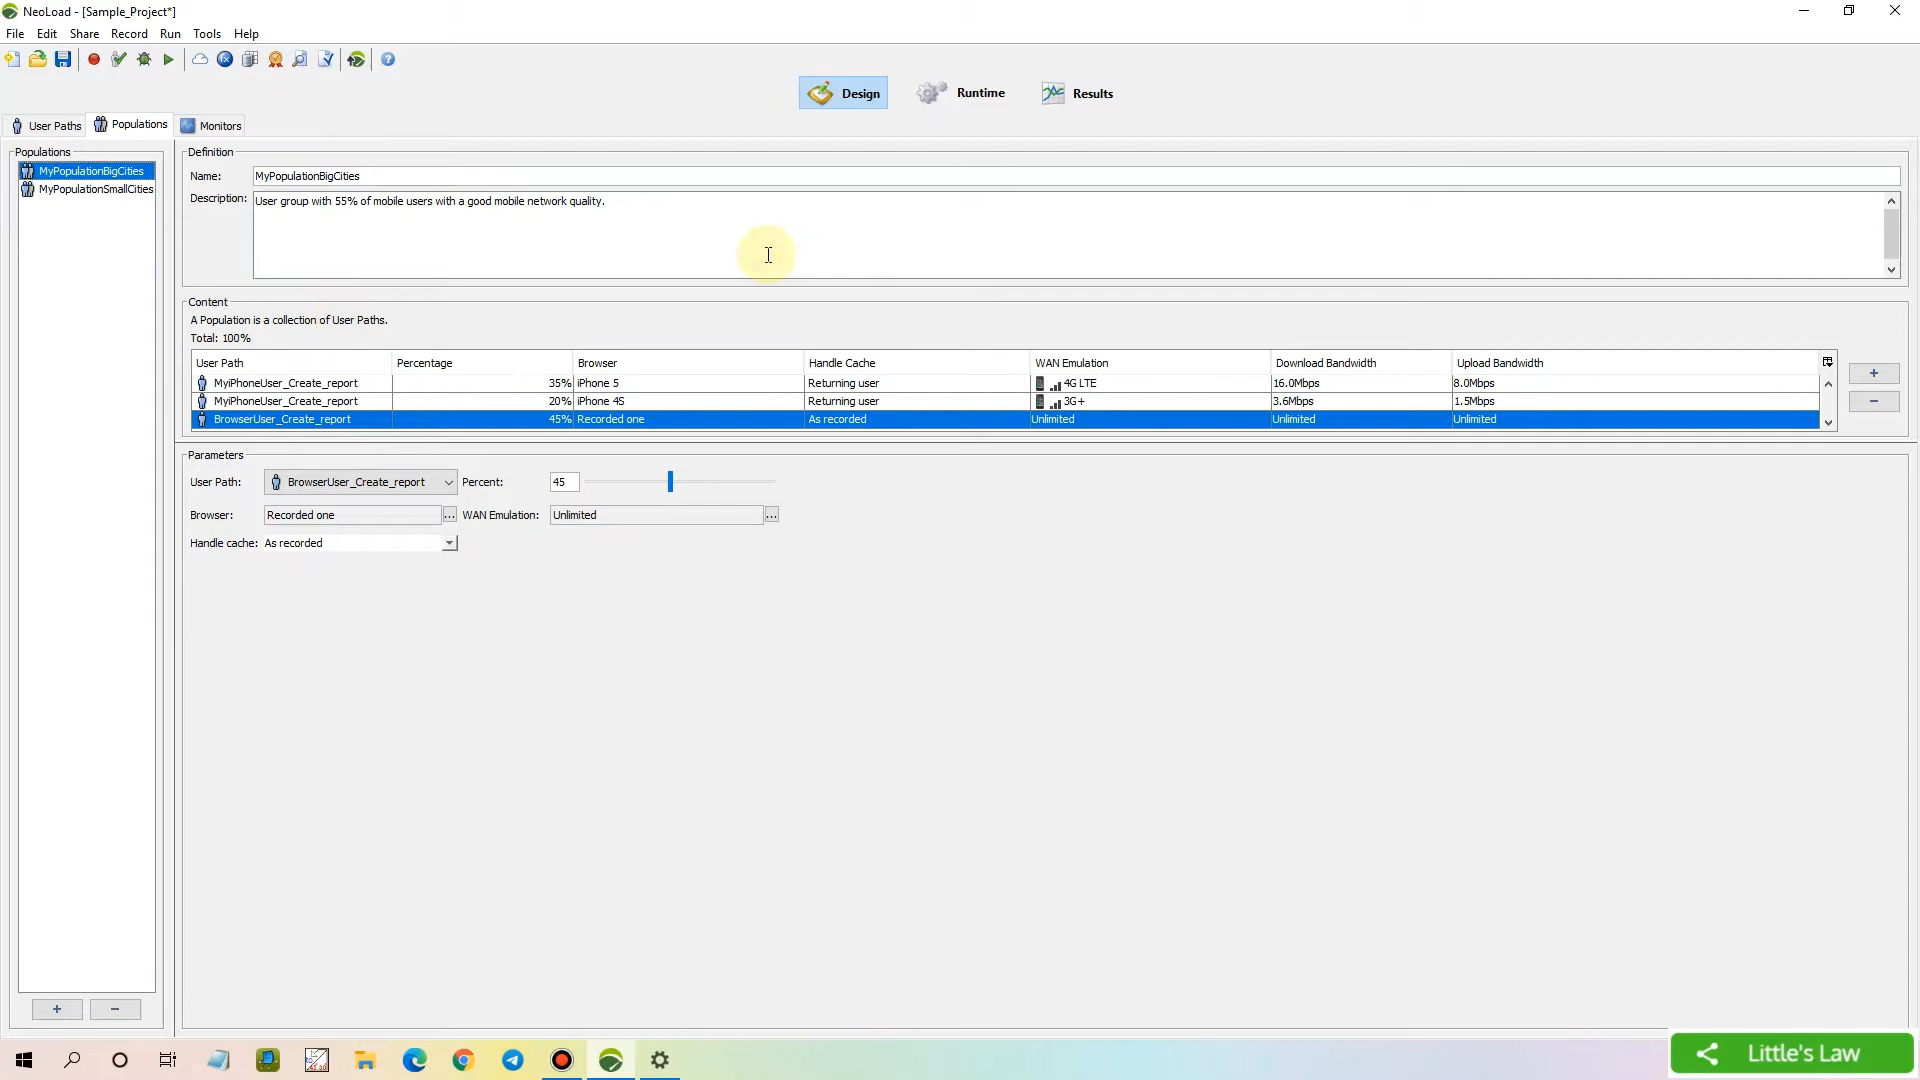 NeoLoad - [Sample_Project*]
File Edit Share Record Run Tools Help
Design Runtime Results
User Paths Populations Monitors
Populations
MyPopulationBigCities
MyPopulationSmallCities
Definition
Name: MyPopulationBigCities
Description: User group with 55% of mobile users with a good mobile network quality.
Content
A Population is a collection of User Paths.
Total: 100%
User Path Percentage Browser Handle Cache WAN Emulation Download Bandwidth Upload Bandwidth
MyiPhoneUser_Create_report 35% iPhone 5 Returning user 4G LTE 16.0Mbps 8.0Mbps
MyiPhoneUser_Create_report 20% iPhone 4S Returning user 3G+ 3.6Mbps 1.5Mbps
BrowserUser_Create_report 45% Recorded one As recorded Unlimited Unlimited Unlimited
+
-
Parameters
User Path: BrowserUser_Create_report Percent: 45
Browser: Recorded one ... WAN Emulation: Unlimited ...
Handle cache: As recorded
+ -
Little's Law